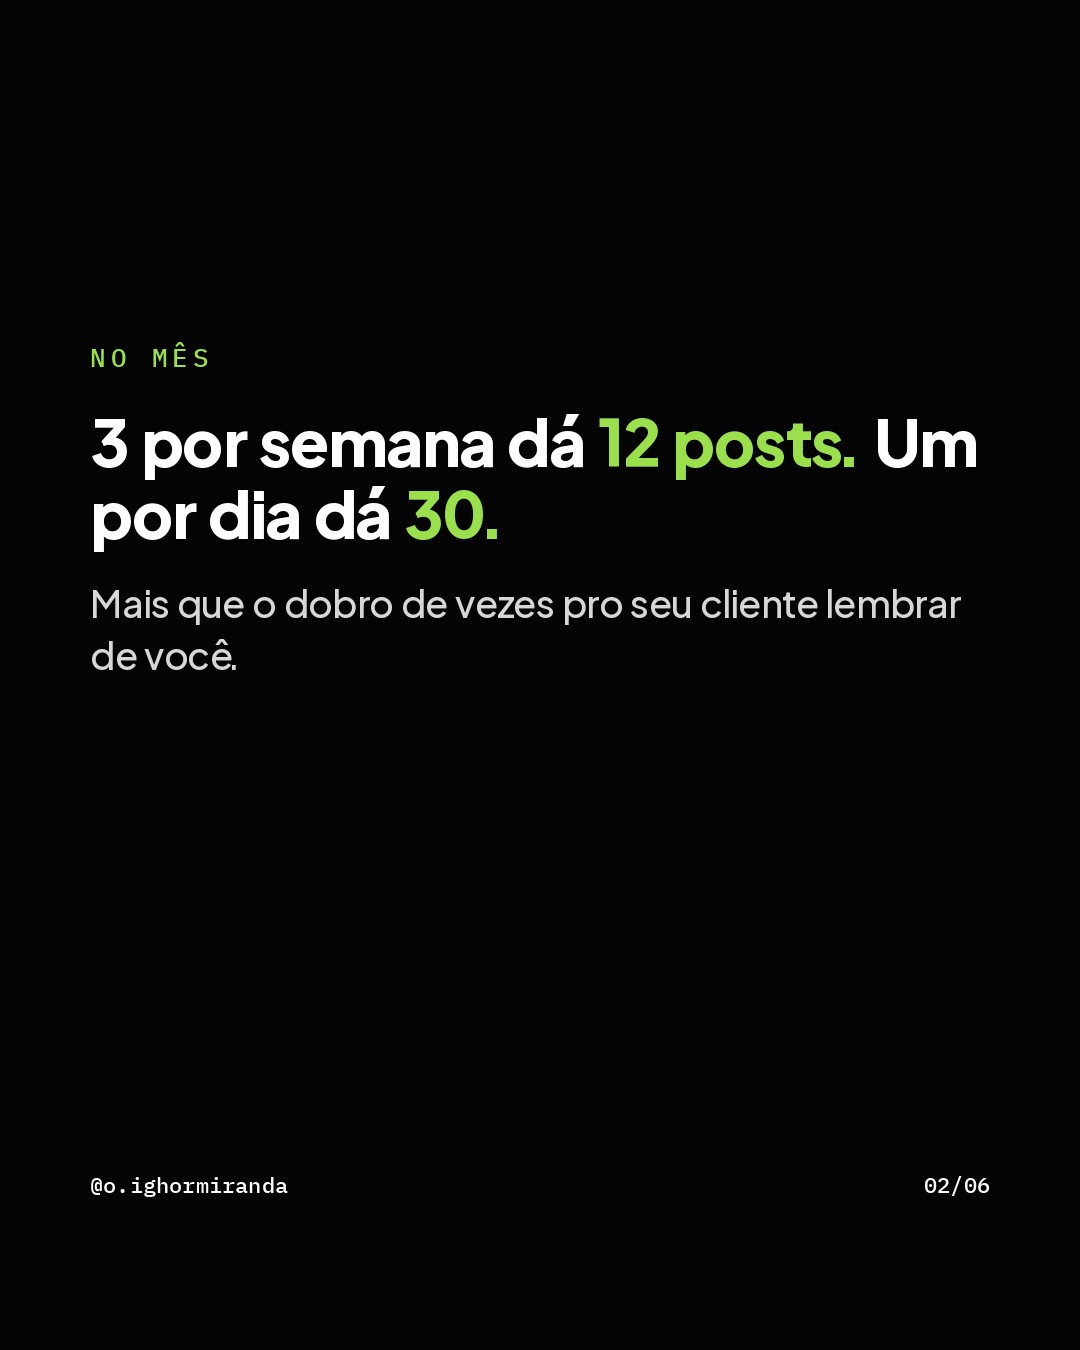 NO MÊS
3 por semana dá 12 posts. Um
por dia dá 30.
Mais que o dobro de vezes pro seu cliente lembrar
de você.
@o.ighormiranda
02/06